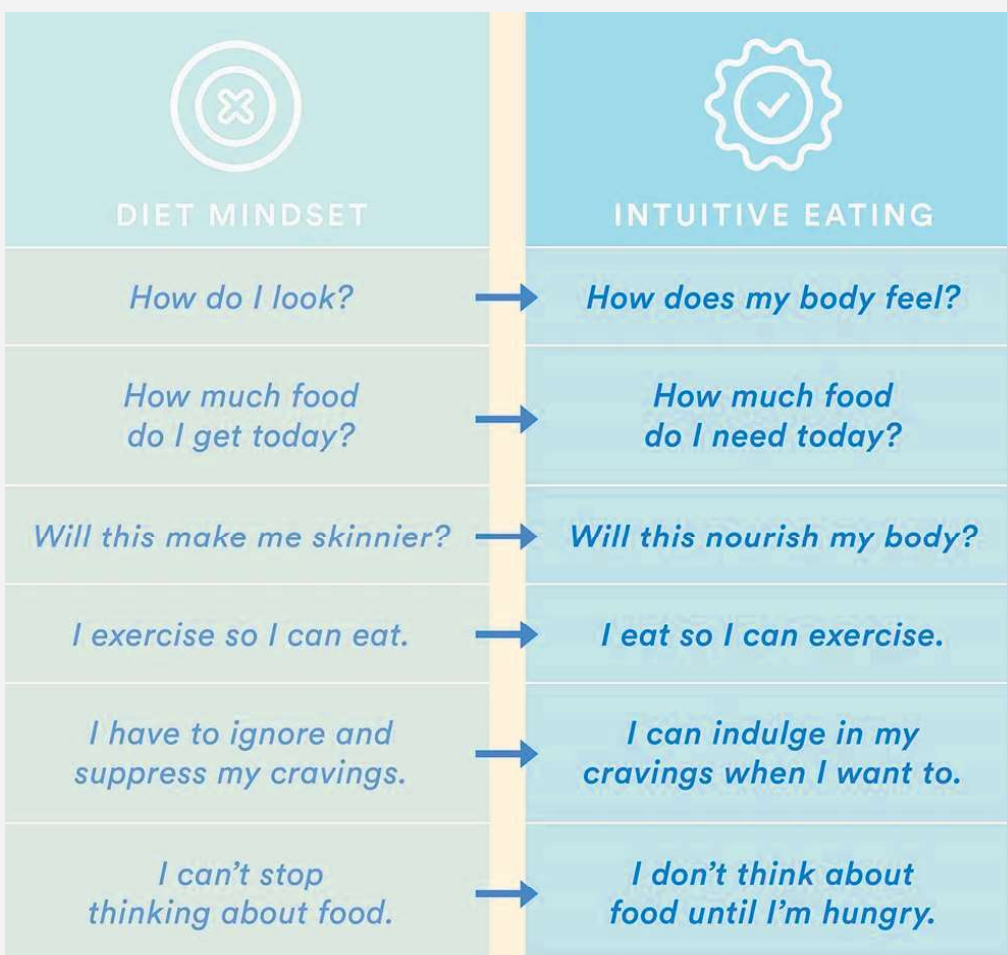 DIET MINDSET
INTUITIVE EATING
How do I look?
How does my body feel?
How much food
do I get today?
How much food
do I need today?
Will this make me skinnier?
Will this nourish my body?
I exercise so I can eat.
I eat so I can exercise.
I have to ignore and
suppress my cravings.
I can indulge in my
cravings when I want to.
I can’t stop
thinking about food.
I don’t think about
food until I’m hungry.